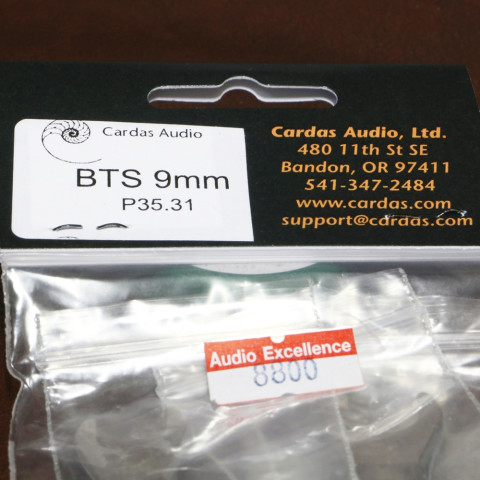 Cardas Audio
BTS 9mm
P35.31
Cardas Audio, Ltd.
480 11th St SE
Bandon, OR 97411
541-347-2484
www.cardas.com
support@cardas.com
Audio Excellence
8800